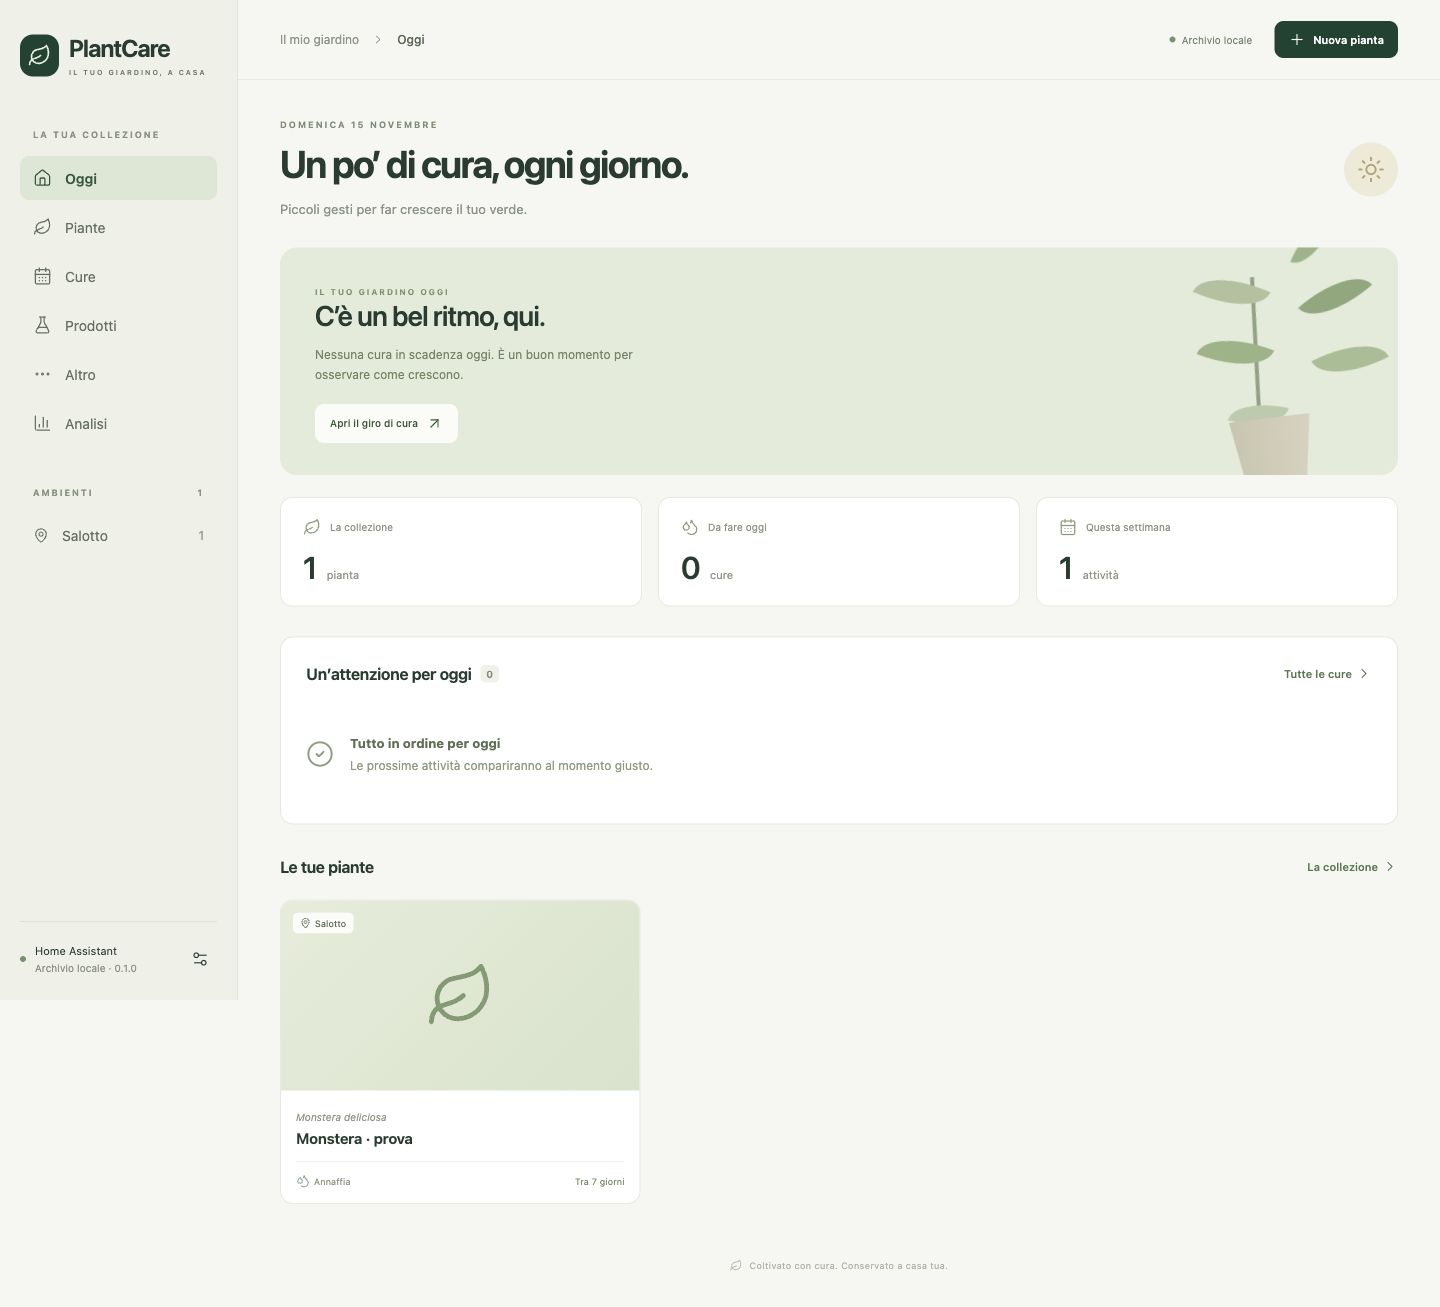 PlantCare
IL TUO GIARDINO, A CASA
LA TUA COLLEZIONE
Oggi
Piante
Cure
Prodotti
Altro
Analisi
AMBIENTI 1
Salotto 1
Home Assistant
Archivio locale · 0.1.0
Il mio giardino Oggi
Archivio locale
Nuova pianta
DOMENICA 15 NOVEMBRE
Un po’ di cura, ogni giorno.
Piccoli gesti per far crescere il tuo verde.
IL TUO GIARDINO OGGI
C’è un bel ritmo, qui.
Nessuna cura in scadenza oggi. È un buon momento per
osservare come crescono.
Apri il giro di cura
La collezione
1 pianta
Da fare oggi
0 cure
Questa settimana
1 attività
Un’attenzione per oggi 0
Tutte le cure
Tutto in ordine per oggi
Le prossime attività compariranno al momento giusto.
Le tue piante
La collezione
Salotto
Monstera deliciosa
Monstera · prova
Annaffia
Tra 7 giorni
Coltivato con cura. Conservato a casa tua.